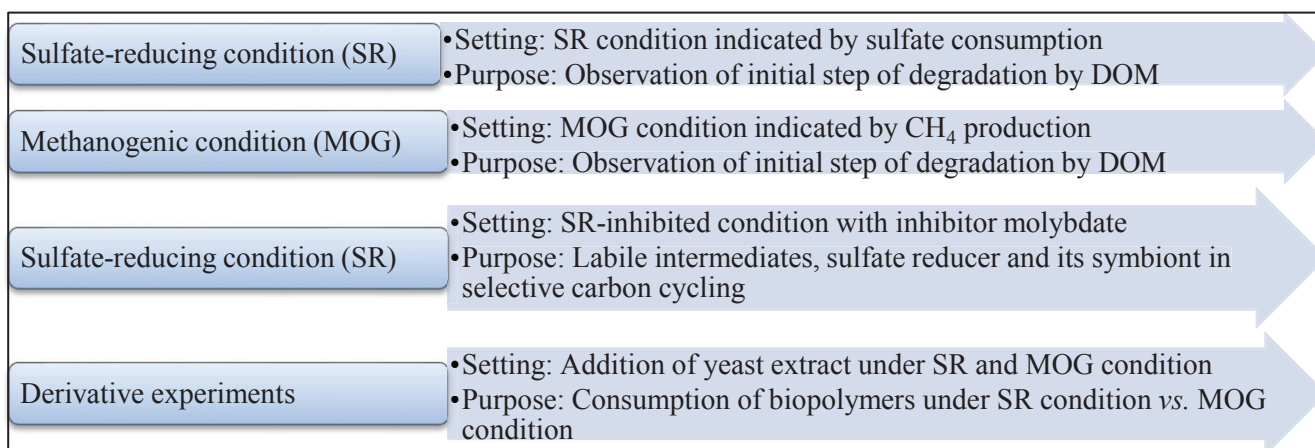 Sulfate-reducing condition (SR)
•Setting: SR condition indicated by sulfate consumption
•Purpose: Observation of initial step of degradation by DOM
Methanogenic condition (MOG)
•Setting: MOG condition indicated by CH₄ production
•Purpose: Observation of initial step of degradation by DOM
Sulfate-reducing condition (SR)
•Setting: SR-inhibited condition with inhibitor molybdate
•Purpose: Labile intermediates, sulfate reducer and its symbiont in
selective carbon cycling
Derivative experiments
•Setting: Addition of yeast extract under SR and MOG condition
•Purpose: Consumption of biopolymers under SR condition vs. MOG
condition